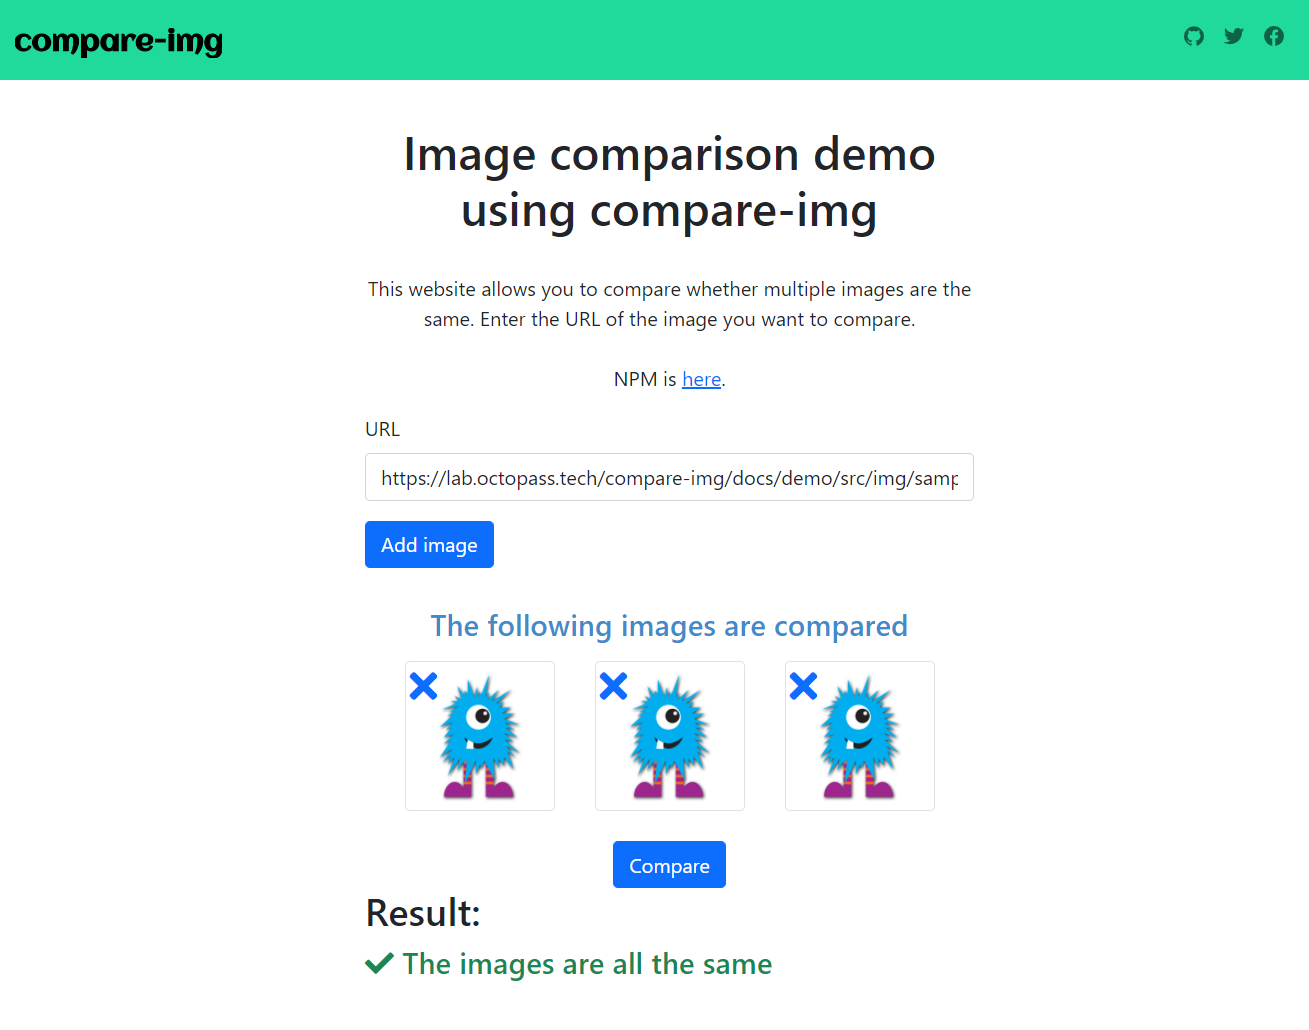 compare-img
Image comparison demo
using compare-img
This website allows you to compare whether multiple images are the
same. Enter the URL of the image you want to compare.
NPM is here.
URL
https://lab.octopass.tech/compare-img/docs/demo/src/img/samp
Add image
The following images are compared
Compare
Result:
The images are all the same